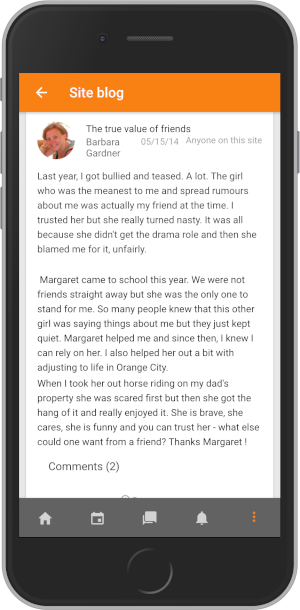 Site blog
The true value of friends
Barbara Gardner
05/15/14
Anyone on this site
Last year, I got bullied and teased. A lot. The girl
who was the meanest to me and spread rumours
about me was actually my friend at the time. I
trusted her but she really turned nasty. It was all
because she didn't get the drama role and then she
blamed me for it, unfairly.
Margaret came to school this year. We were not
friends straight away but she was the only one to
stand for me. So many people knew that this other
girl was saying things about me but they just kept
quiet. Margaret helped me and since then, I knew I
can rely on her. I also helped her out a bit with
adjusting to life in Orange City.
When I took her out horse riding on my dad's
property she was scared first but then she got the
hang of it and really enjoyed it. She is brave, she
cares, she is funny and you can trust her - what else
could one want from a friend? Thanks Margaret !
Comments (2)